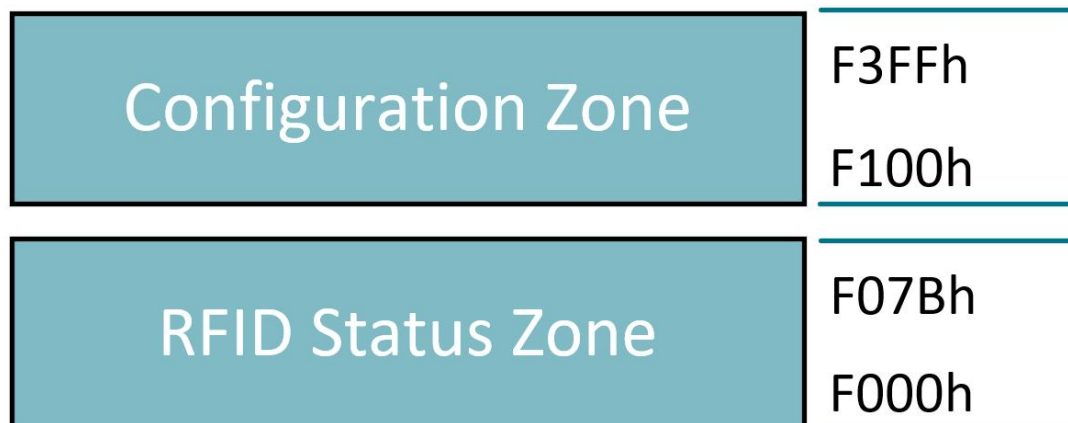 Configuration Zone
F3FFh
F100h
RFID Status Zone
F07Bh
F000h